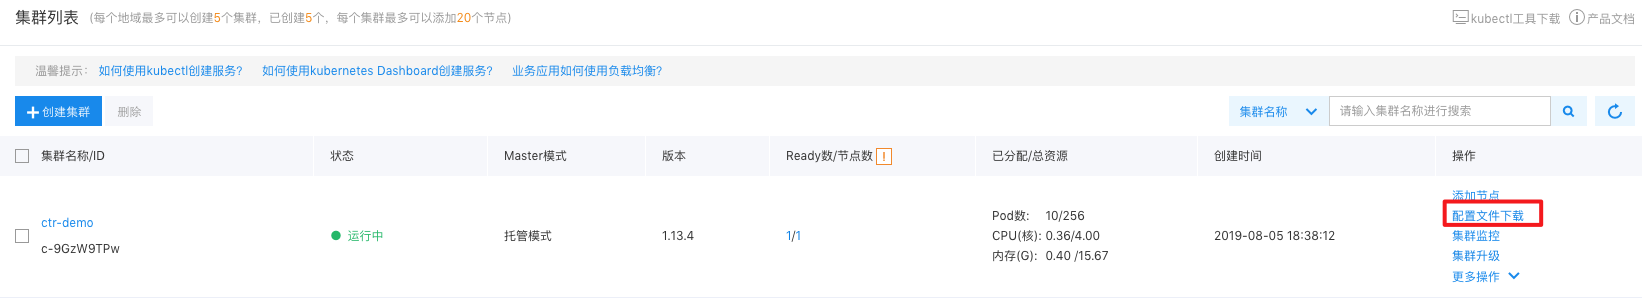 集群列表 (每个地域最多可以创建5个集群，已创建5个，每个集群最多可以添加20个节点) kubectl工具下载 产品文档
温馨提示： 如何使用kubectl创建服务? 如何使用kubernetes Dashboard创建服务? 业务应用如何使用负载均衡?
创建集群 删除 集群名称 请输入集群名称进行搜索
集群名称/ID 状态 Master模式 版本 Ready数/节点数 ! 已分配/总资源 创建时间 操作
添加节点
ctr-demo Pod数: 10/256 配置文件下载
运行中 托管模式 1.13.4 1/1 CPU(核): 0.36/4.00 2019-08-05 18:38:12 集群监控
c-9GzW9TPw 内存(G): 0.40 /15.67 集群升级
更多操作